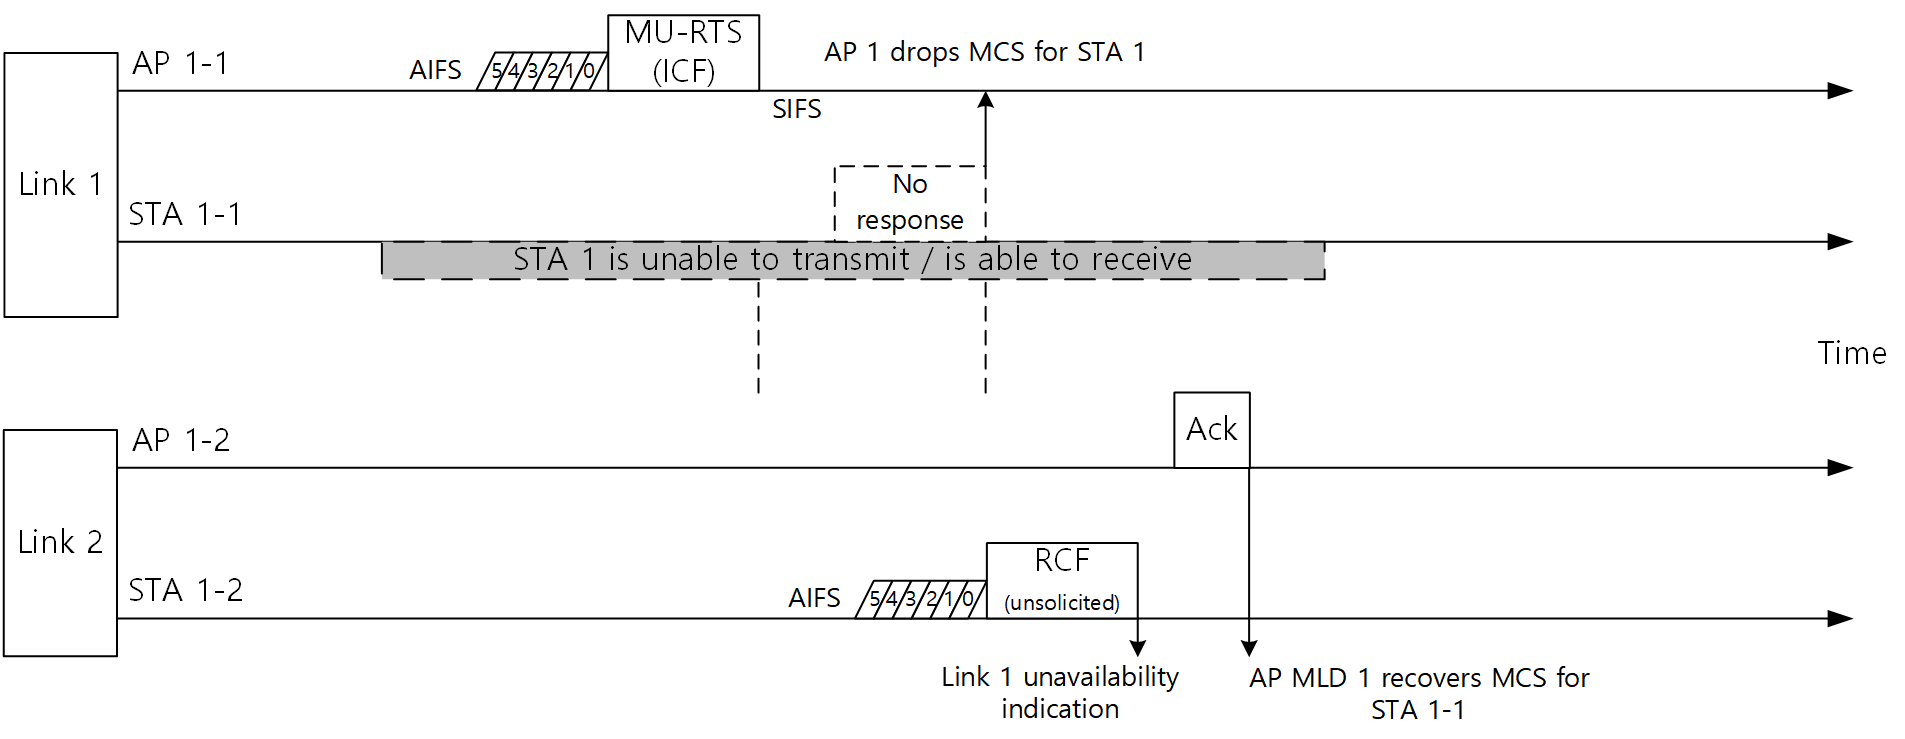 AP 1-1
AIFS
5 4 3 2 1 0
MU-RTS
(ICF)
AP 1 drops MCS for STA 1
SIFS
Link 1
No
response
STA 1-1
STA 1 is unable to transmit / is able to receive
Time
AP 1-2
Ack
Link 2
STA 1-2
AIFS
5 4 3 2 1 0
RCF
(unsolicited)
Link 1 unavailability
indication
AP MLD 1 recovers MCS for
STA 1-1